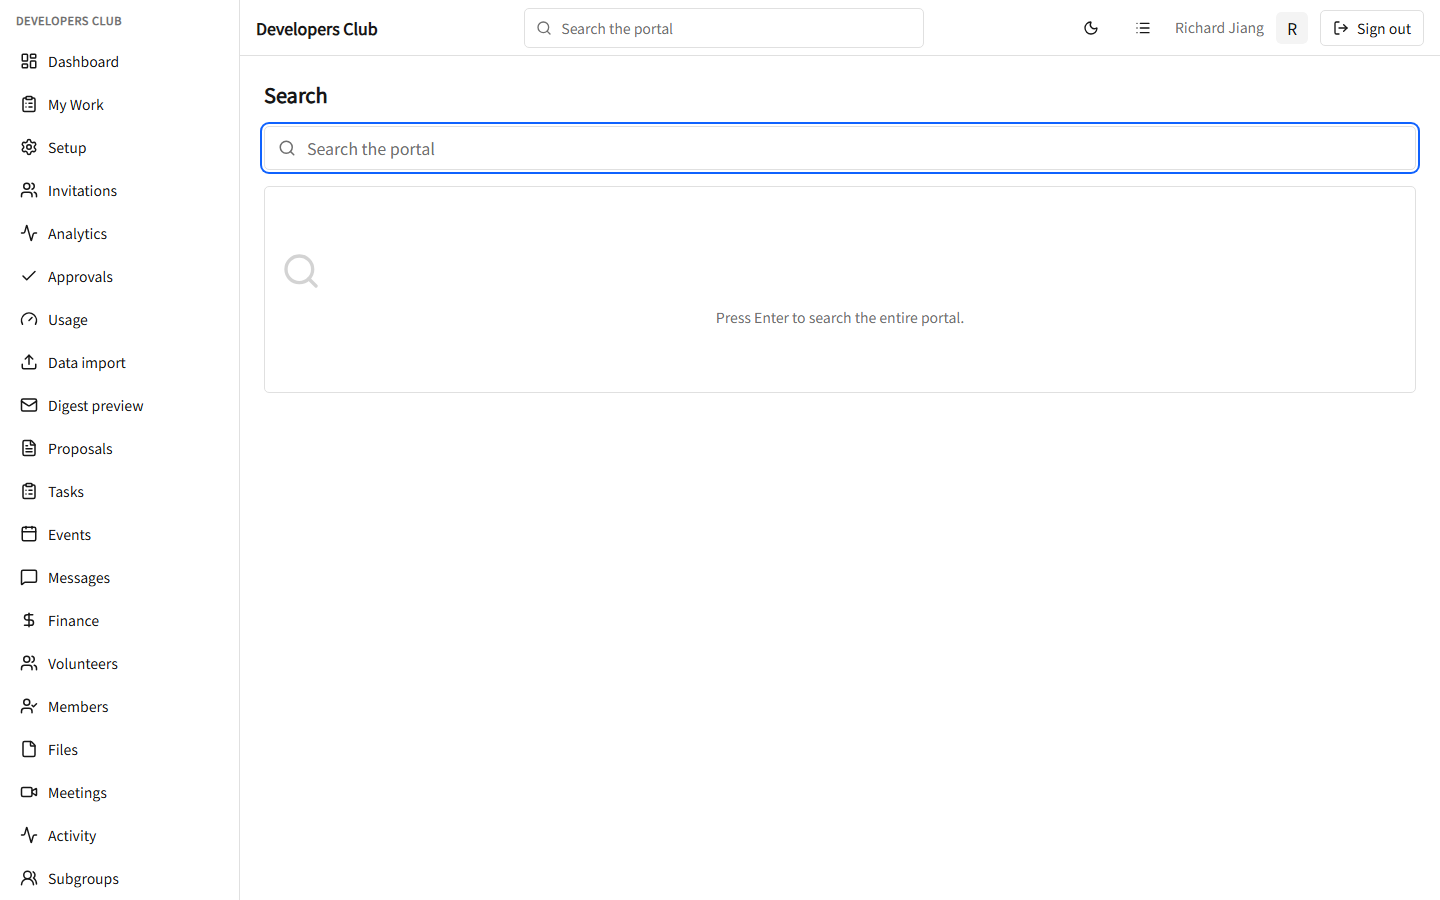 DEVELOPERS CLUB
Dashboard
My Work
Setup
Invitations
Analytics
Approvals
Usage
Data import
Digest preview
Proposals
Tasks
Events
Messages
Finance
Volunteers
Members
Files
Meetings
Activity
Subgroups
Developers Club
Search the portal
Richard Jiang
R
Sign out
Search
Search the portal
Press Enter to search the entire portal.